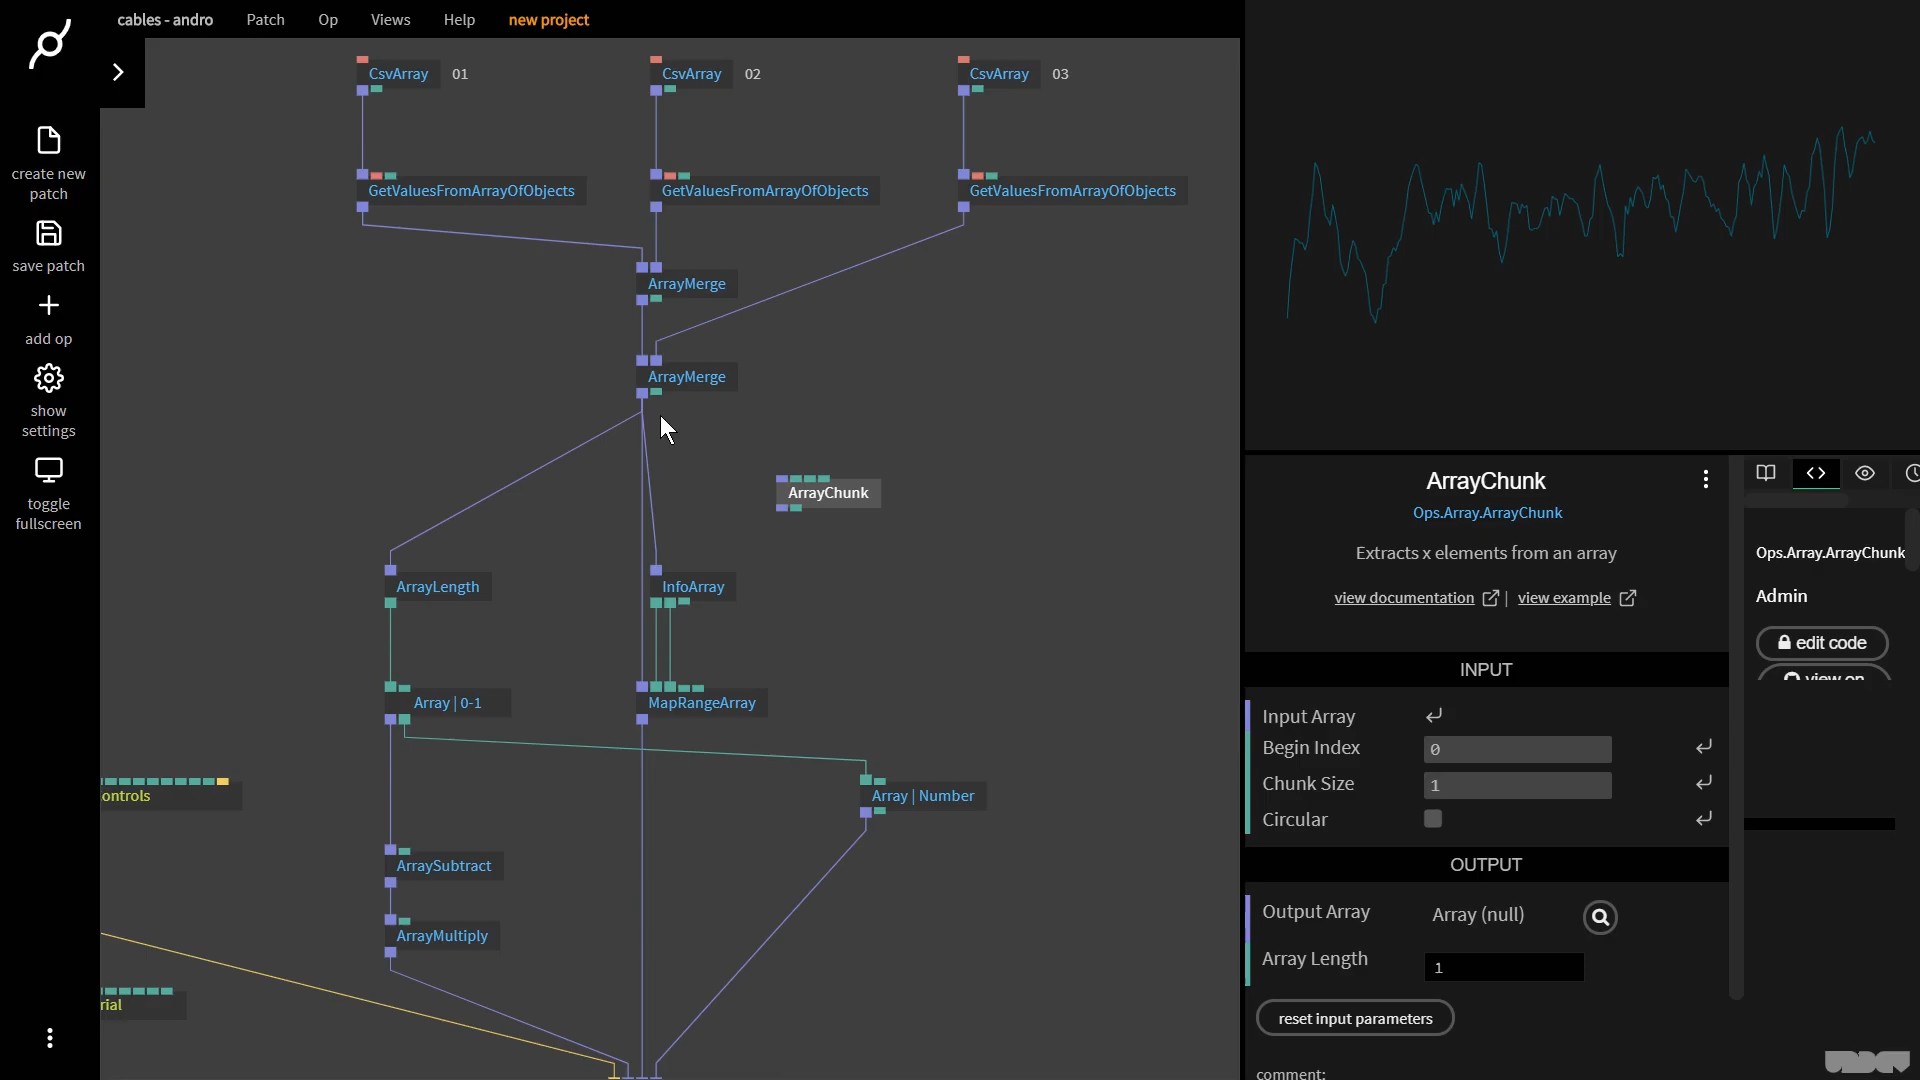 cables - andro Patch Op Views Help new project
CsvArray 01 CsvArray 02 CsvArray 03
create new
patch
GetValuesFromArrayOfObjects GetValuesFromArrayOfObjects GetValuesFromArrayOfObjects
save patch
ArrayMerge
add op
ArrayMerge
show
settings
ArrayChunk
toggle
fullscreen
ArrayLength InfoArray
Array | 0-1 MapRangeArray
ontrols Array | Number
ArraySubtract
ArrayMultiply
rial
ArrayChunk
Ops.Array.ArrayChunk
Extracts x elements from an array
view documentation | view example
INPUT
Input Array
Begin Index 0
Chunk Size 1
Circular
OUTPUT
Output Array Array (null)
Array Length 1
reset input parameters
comment:
Ops.Array.ArrayChunk
Admin
edit code
view on